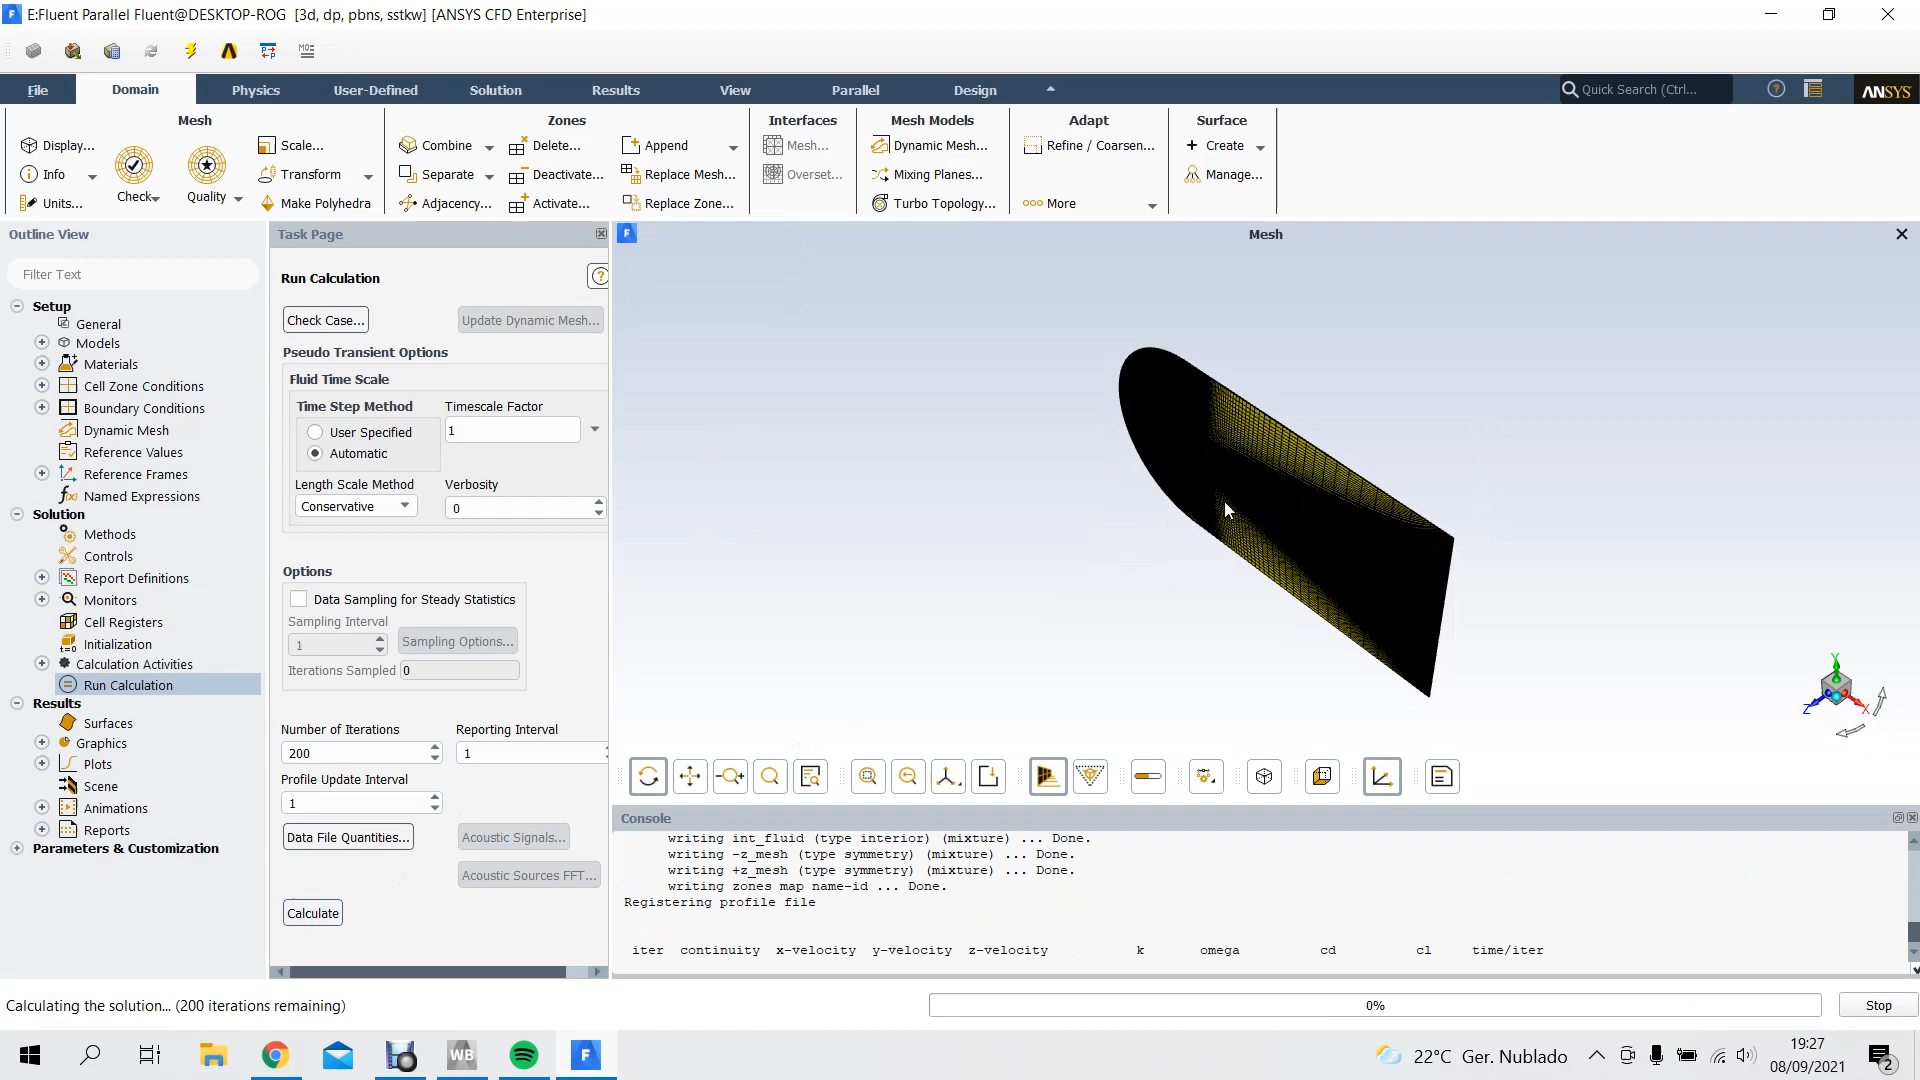 E:Fluent Parallel Fluent@DESKTOP-ROG [3d, dp, pbns, sstkw] [ANSYS CFD Enterprise]
File Domain Physics User-Defined Solution Results View Parallel Design Quick Search (Ctrl... ANSYS
Mesh Zones Interfaces Mesh Models Adapt Surface
Display... Scale... Combine Delete... Append Mesh... Dynamic Mesh... Refine / Coarsen... Create
Info Transform Separate Deactivate... Replace Mesh... Overset... Mixing Planes... Manage...
Check Quality
Units... Make Polyhedra Adjacency... Activate... Replace Zone... Turbo Topology... More
Outline View
Filter Text
Setup
General
Models
Materials
Cell Zone Conditions
Boundary Conditions
Dynamic Mesh
Reference Values
Reference Frames
Named Expressions
Solution
Methods
Controls
Report Definitions
Monitors
Cell Registers
Initialization
Calculation Activities
Run Calculation
Results
Surfaces
Graphics
Plots
Scene
Animations
Reports
Parameters & Customization
Task Page
Run Calculation
Check Case... Update Dynamic Mesh...
Pseudo Transient Options
Fluid Time Scale
Time Step Method Timescale Factor
User Specified 1
Automatic
Length Scale Method Verbosity
Conservative 0
Options
Data Sampling for Steady Statistics
Sampling Interval
1 Sampling Options...
Iterations Sampled 0
Number of Iterations Reporting Interval
200 1
Profile Update Interval
1
Data File Quantities... Acoustic Signals...
Acoustic Sources FFT...
Calculate
Mesh
Y
Z X
Console
writing int_fluid (type interior) (mixture) ... Done.
writing -z_mesh (type symmetry) (mixture) ... Done.
writing +z_mesh (type symmetry) (mixture) ... Done.
writing zones map name-id ... Done.
Registering profile file
iter continuity x-velocity y-velocity z-velocity k omega cd cl time/iter
Calculating the solution... (200 iterations remaining) 0% Stop
WB
22°C Ger. Nublado
19:27
08/09/2021
2